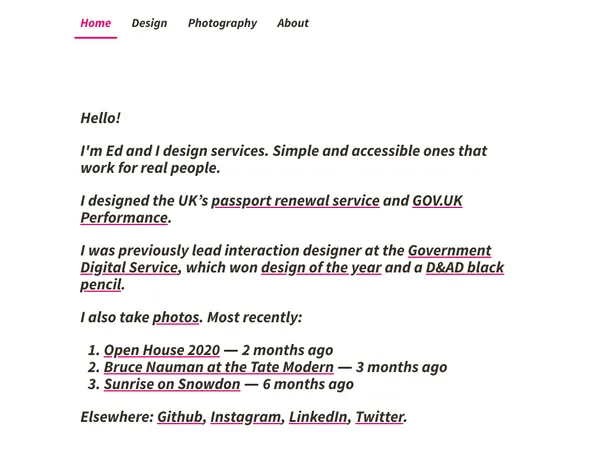 Home Design Photography About
Hello!
I'm Ed and I design services. Simple and accessible ones that
work for real people.
I designed the UK’s passport renewal service and GOV.UK
Performance.
I was previously lead interaction designer at the Government
Digital Service, which won design of the year and a D&AD black
pencil.
I also take photos. Most recently:
1. Open House 2020 — 2 months ago
2. Bruce Nauman at the Tate Modern — 3 months ago
3. Sunrise on Snowdon — 6 months ago
Elsewhere: Github, Instagram, LinkedIn, Twitter.